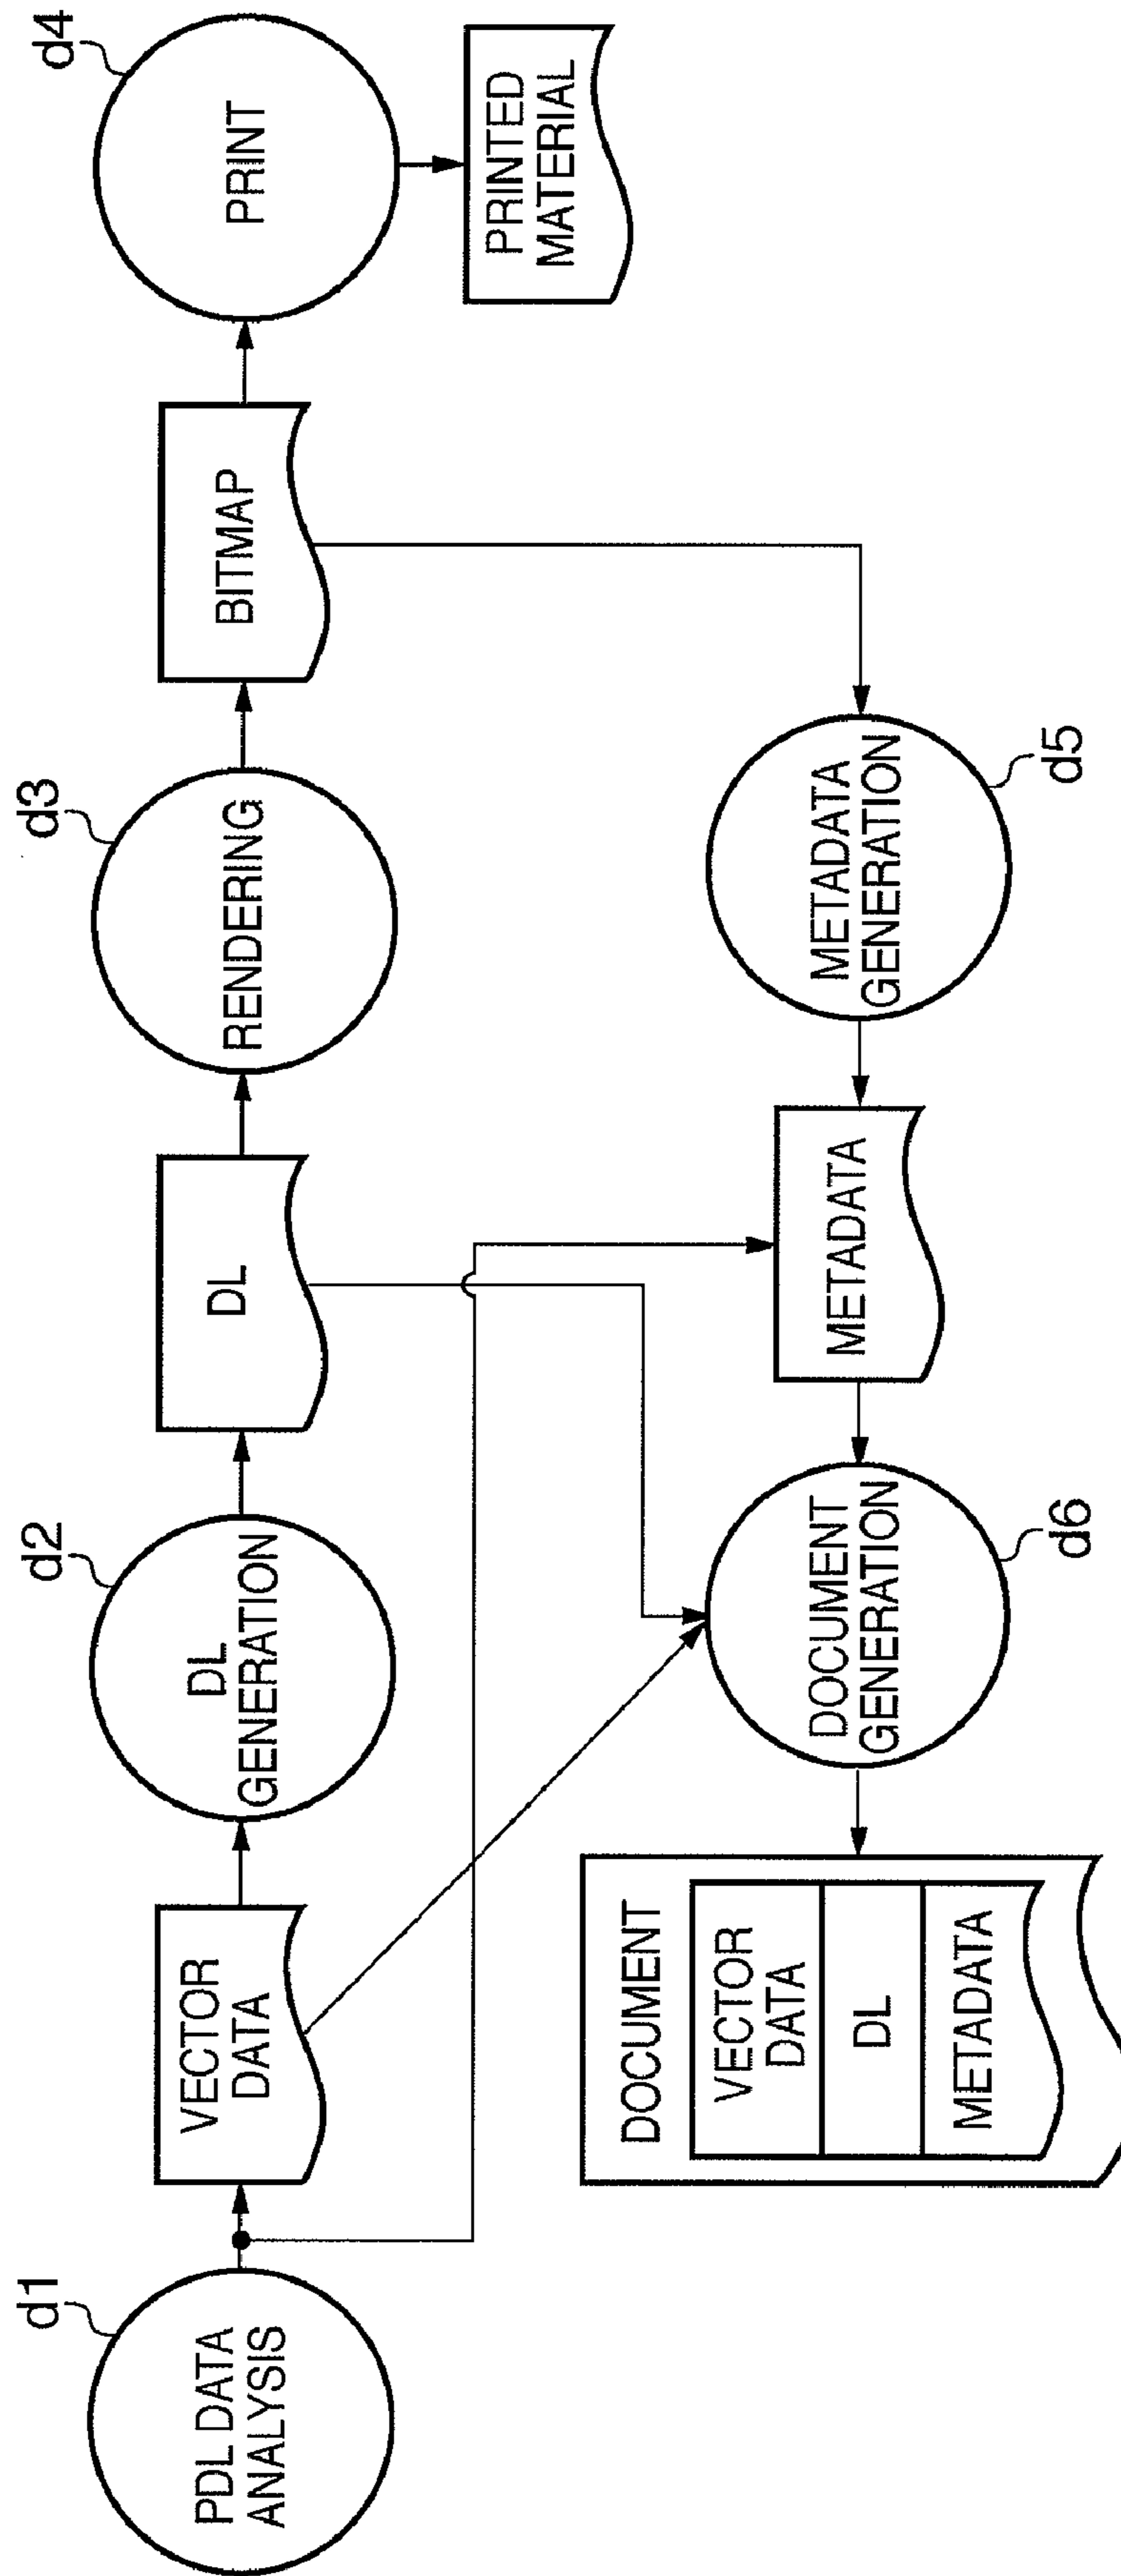 d1
PDL DATA
ANALYSIS
VECTOR
DATA
d2
DL
GENERATION
DL
d3
RENDERING
BITMAP
d4
PRINT
PRINTED
MATERIAL
DOCUMENT
VECTOR
DATA
DL
METADATA
DOCUMENT
GENERATION
d6
METADATA
METADATA
GENERATION
d5